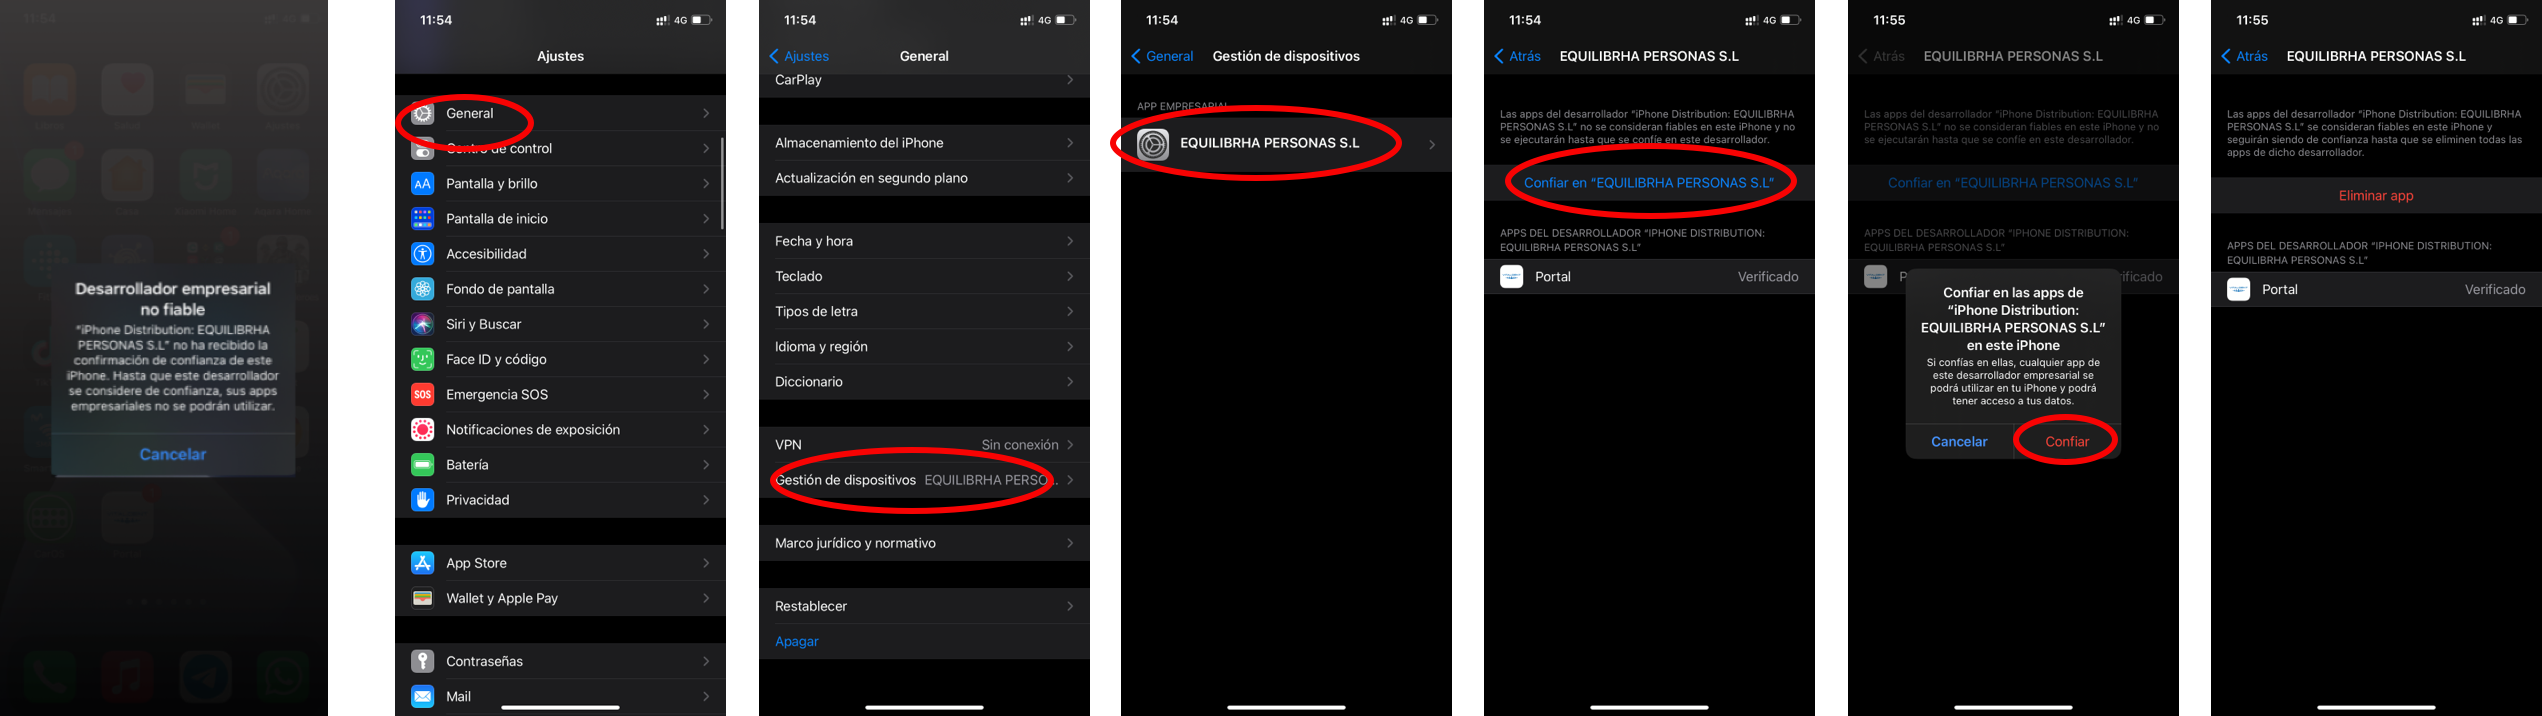 11:54
Desarrollador empresarial
no fiable
“iPhone Distribution: EQUILIBRHA
PERSONAS S.L” no ha recibido la
confirmación de confianza de este
iPhone. Hasta que este desarrollador
se considere de confianza, sus apps
empresariales no se podrán utilizar.
Cancelar
11:54 4G
Ajustes
General
Centro de control
AA Pantalla y brillo
Pantalla de inicio
Accesibilidad
Fondo de pantalla
Siri y Buscar
Face ID y código
SOS Emergencia SOS
Notificaciones de exposición
Batería
Privacidad
App Store
Wallet y Apple Pay
Contraseñas
Mail
11:54 4G
Ajustes General
CarPlay
Almacenamiento del iPhone
Actualización en segundo plano
Fecha y hora
Teclado
Tipos de letra
Idioma y región
Diccionario
VPN Sin conexión
Gestión de dispositivos EQUILIBRHA PERSO...
Marco jurídico y normativo
Restablecer
Apagar
11:54 4G
General Gestión de dispositivos
APP EMPRESARIAL
EQUILIBRHA PERSONAS S.L
11:54 4G
Atrás EQUILIBRHA PERSONAS S.L
Las apps del desarrollador “iPhone Distribution: EQUILIBRHA
PERSONAS S.L” no se consideran fiables en este iPhone y no
se ejecutarán hasta que se confíe en este desarrollador.
Confiar en “EQUILIBRHA PERSONAS S.L”
APPS DEL DESARROLLADOR “IPHONE DISTRIBUTION:
EQUILIBRHA PERSONAS S.L”
Portal Verificado
11:55 4G
Atrás EQUILIBRHA PERSONAS S.L
Las apps del desarrollador “iPhone Distribution: EQUILIBRHA
PERSONAS S.L” no se consideran fiables en este iPhone y no
se ejecutarán hasta que se confíe en este desarrollador.
Confiar en “EQUILIBRHA PERSONAS S.L”
APPS DEL DESARROLLADOR “IPHONE DISTRIBUTION:
EQUILIBRHA PERSONAS S.L”
P rificado
Confiar en las apps de
“iPhone Distribution:
EQUILIBRHA PERSONAS S.L”
en este iPhone
Si confías en ellas, cualquier app de
este desarrollador empresarial se
podrá utilizar en tu iPhone y podrá
tener acceso a tus datos.
Cancelar Confiar
11:55 4G
Atrás EQUILIBRHA PERSONAS S.L
Las apps del desarrollador “iPhone Distribution: EQUILIBRHA
PERSONAS S.L” se consideran fiables en este iPhone y
seguirán siendo de confianza hasta que se eliminen todas las
apps de dicho desarrollador.
Eliminar app
APPS DEL DESARROLLADOR “IPHONE DISTRIBUTION:
EQUILIBRHA PERSONAS S.L”
Portal Verificado